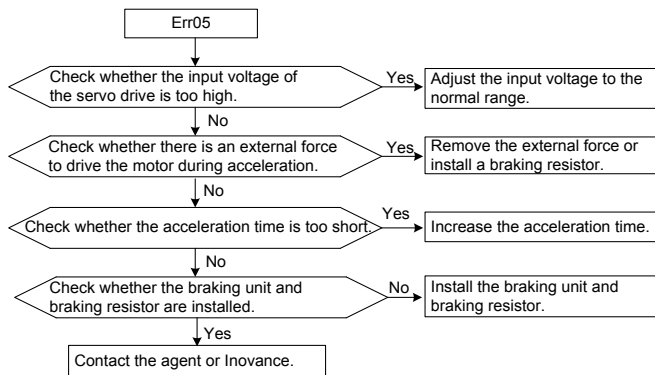 Err05
Check whether the input voltage of
the servo drive is too high.
Yes
Adjust the input voltage to the
normal range.
No
Check whether there is an external force
to drive the motor during acceleration.
Yes
Remove the external force or
install a braking resistor.
No
Check whether the acceleration time is too short.
Yes
Increase the acceleration time.
No
Check whether the braking unit and
braking resistor are installed.
No
Install the braking unit and
braking resistor.
Yes
Contact the agent or Inovance.